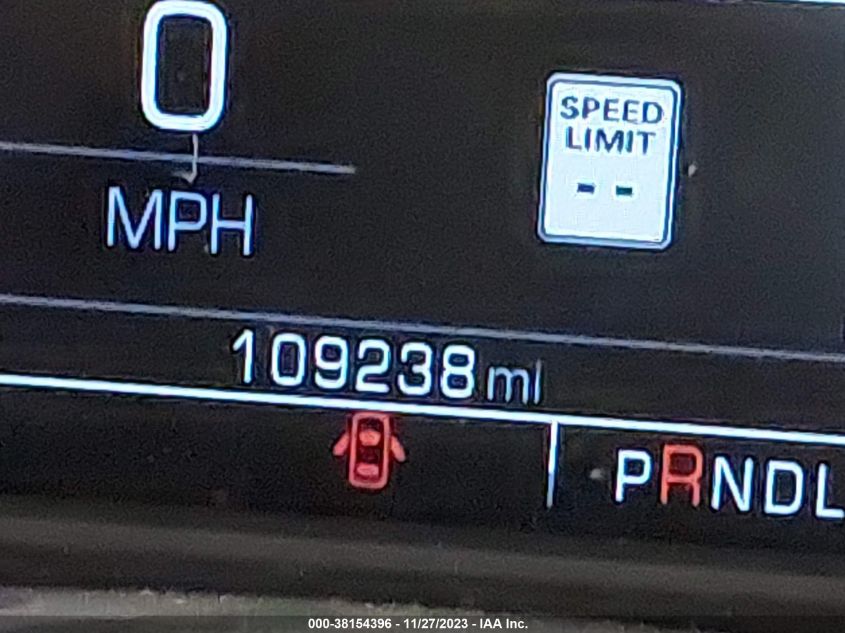 0
MPH
SPEED
LIMIT
--
109238 mi
PRNDL
000-38154396 - 11/27/2023 - IAA Inc.